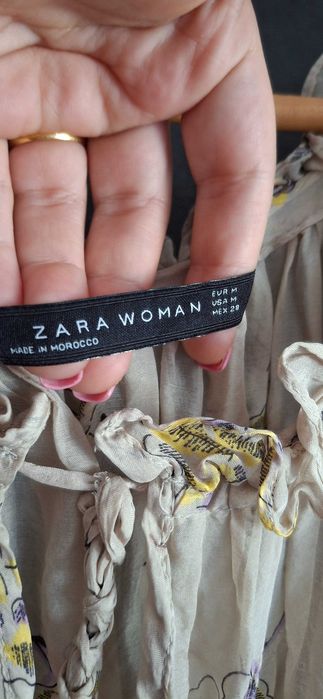 ZARA WOMAN
MADE IN MOROCCO
EUR M
USA M
MEX 28